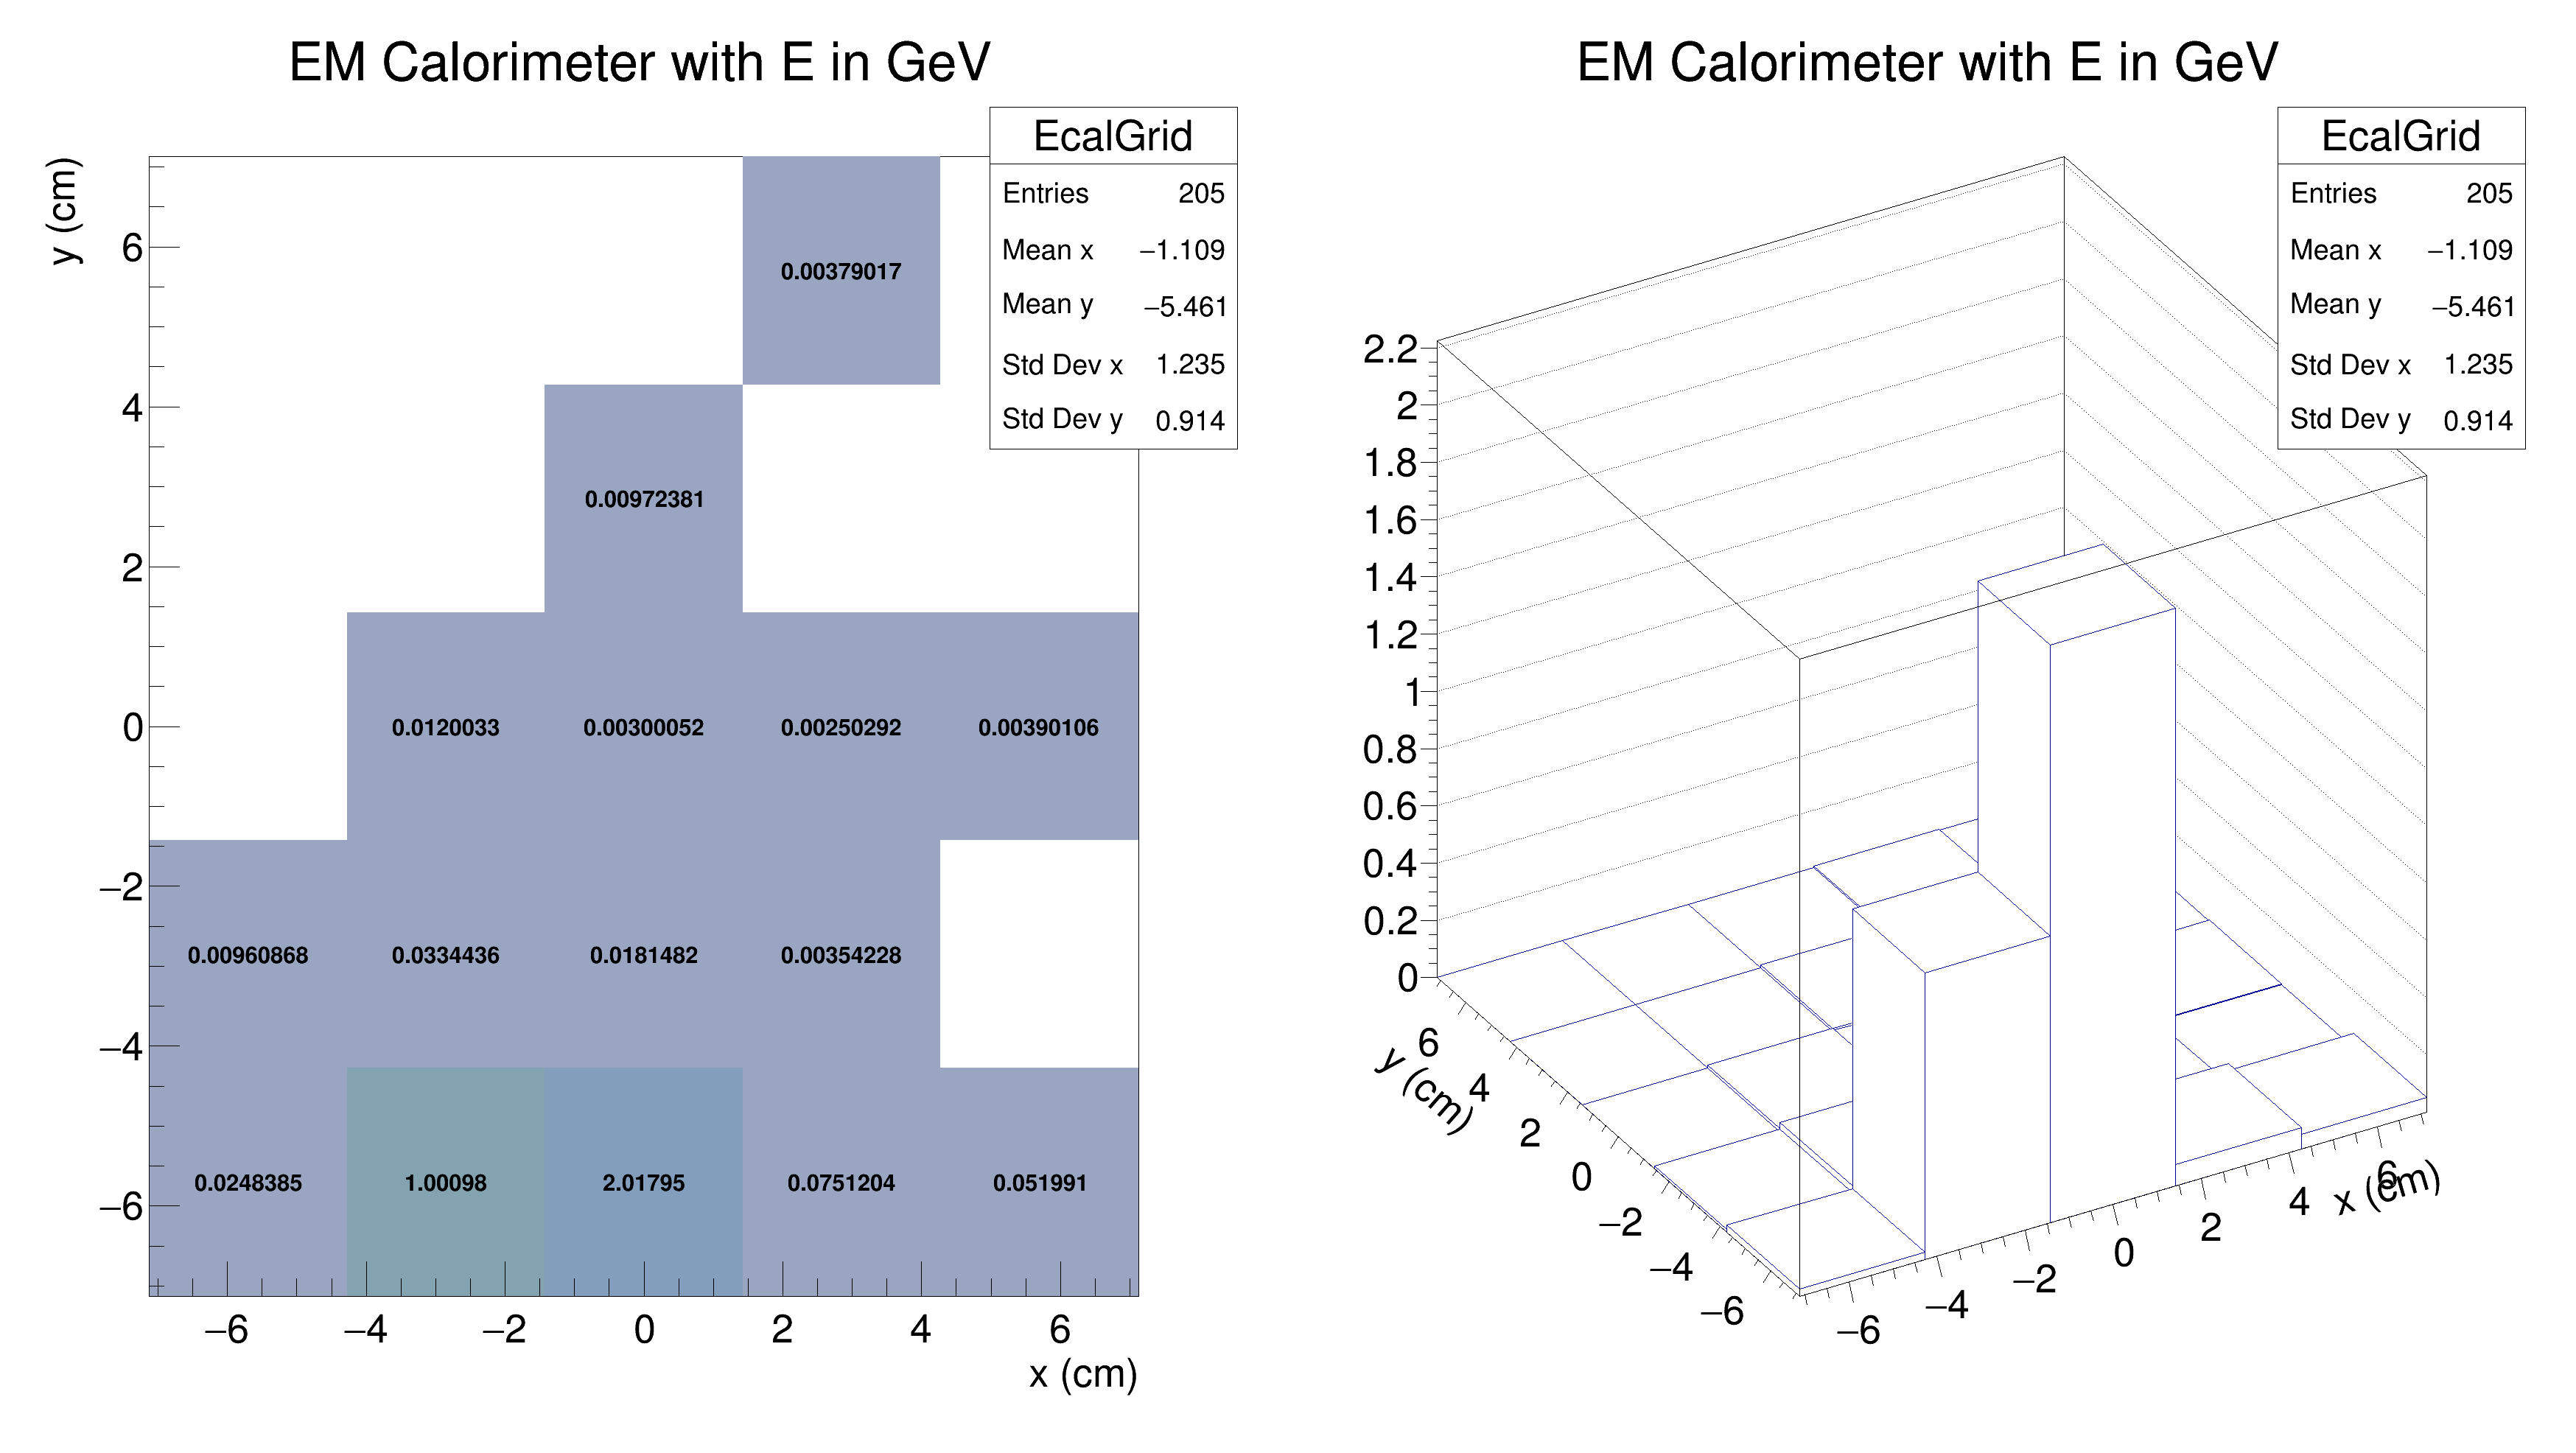 EM Calorimeter with E in GeV
EcalGrid
Entries 205
Mean x −1.109
Mean y −5.461
Std Dev x 1.235
Std Dev y 0.914
y (cm)
6
4
2
0
−2
−4
−6
0.00379017
0.00972381
0.0120033 0.00300052 0.00250292 0.00390106
0.00960868 0.0334436 0.0181482 0.00354228
0.0248385 1.00098 2.01795 0.0751204 0.051991
−6 −4 −2 0 2 4 6
x (cm)
EM Calorimeter with E in GeV
EcalGrid
Entries 205
Mean x −1.109
Mean y −5.461
Std Dev x 1.235
Std Dev y 0.914
2.2
2
1.8
1.6
1.4
1.2
1
0.8
0.6
0.4
0.2
0
6
4
2
0
−2
−4
−6
y (cm)
−6
−4
−2
0
2
4
6
x (cm)